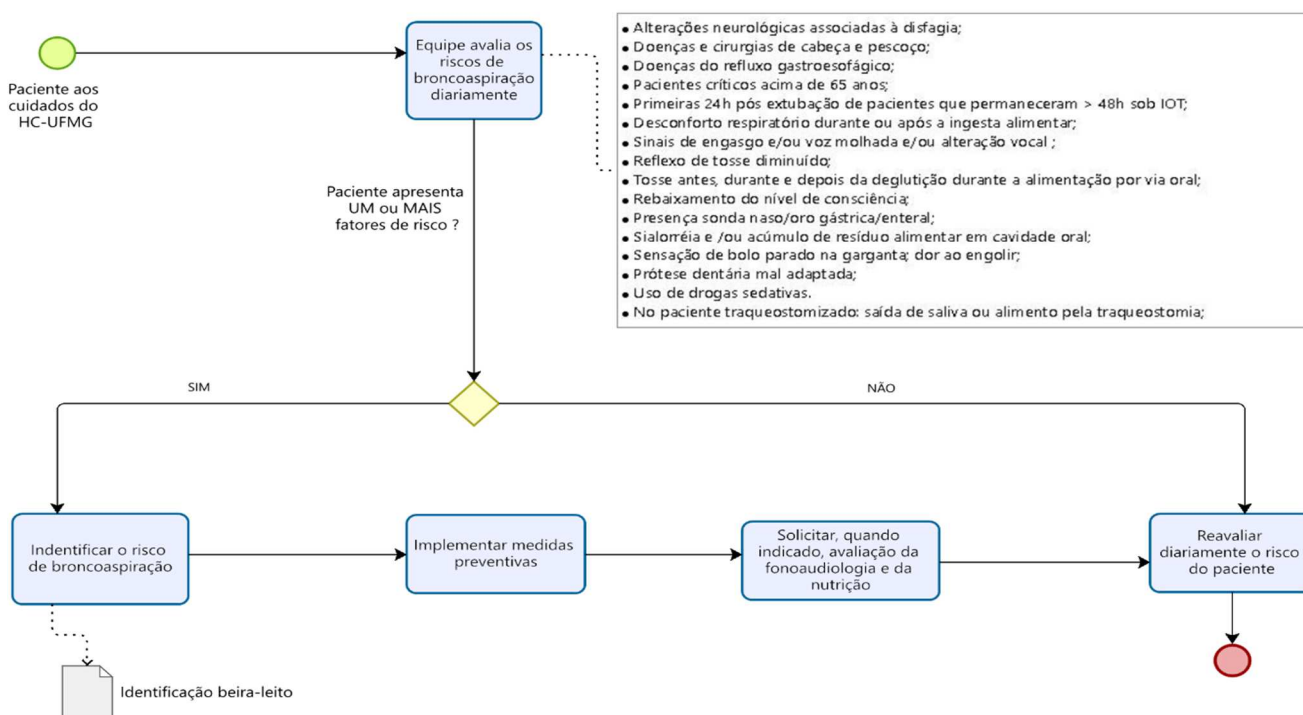 Paciente aos
cuidados do
HC-UFMG
Equipe avalia os
riscos de
broncoaspiração
diariamente
• Alterações neurológicas associadas à disfagia;
• Doenças e cirurgias de cabeça e pescoço;
• Doenças do refluxo gastroesofágico;
• Pacientes críticos acima de 65 anos;
• Primeiras 24h pós extubação de pacientes que permaneceram > 48h sob IOT;
• Desconforto respiratório durante ou após a ingesta alimentar;
• Sinais de engasgo e/ou voz molhada e/ou alteração vocal ;
• Reflexo de tosse diminuído;
• Tosse antes, durante e depois da deglutição durante a alimentação por via oral;
• Rebaixamento do nível de consciência;
• Presença sonda naso/oro gástrica/enteral;
• Sialorréia e /ou acúmulo de resíduo alimentar em cavidade oral;
• Sensação de bolo parado na garganta; dor ao engolir;
• Prótese dentária mal adaptada;
• Uso de drogas sedativas.
• No paciente traqueostomizado: saída de saliva ou alimento pela traqueostomia;
Paciente apresenta
UM ou MAIS
fatores de risco ?
SIM
NÃO
Indentificar o risco
de broncoaspiração
Implementar medidas
preventivas
Solicitar, quando
indicado, avaliação da
fonoaudiologia e da
nutrição
Reavaliar
diariamente o risco
do paciente
Identificação beira-leito